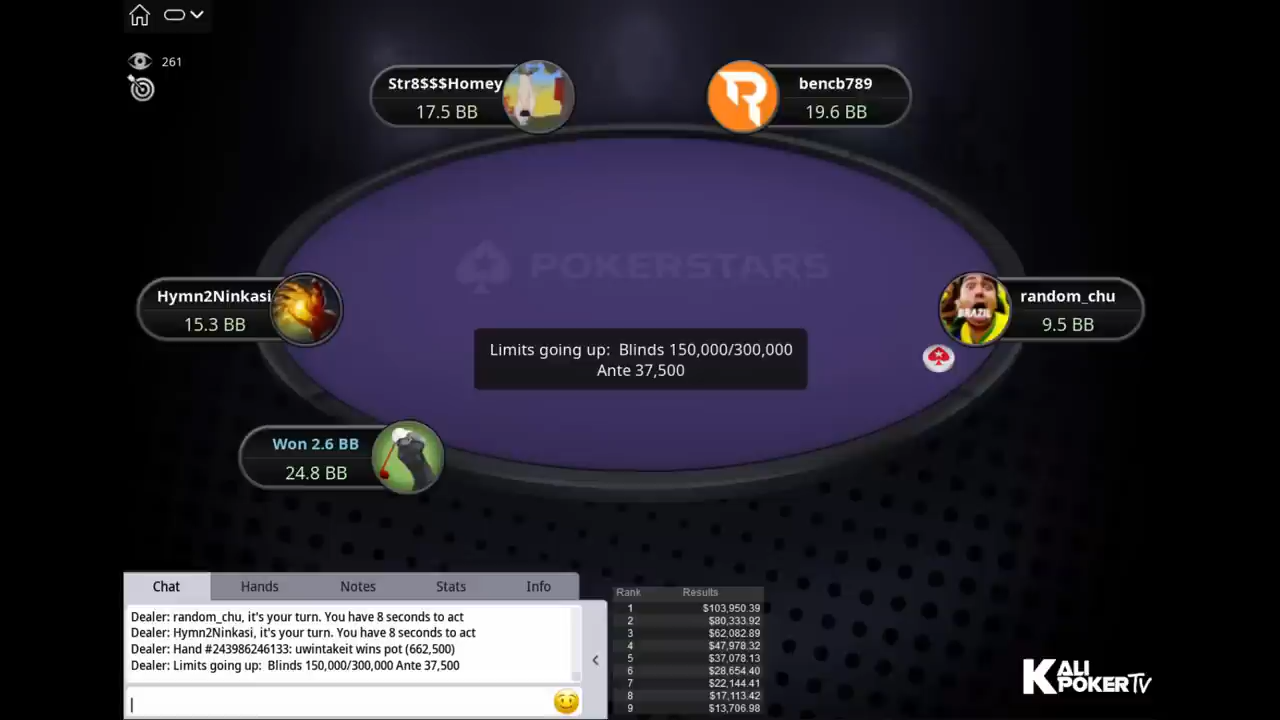 261
Str8$$$Homey
17.5 BB
bencb789
19.6 BB
POKERSTARS
Hymn2Ninkasi
15.3 BB
random_chu
9.5 BB
BRAZIL
Limits going up: Blinds 150,000/300,000
Ante 37,500
Won 2.6 BB
24.8 BB
Chat Hands Notes Stats Info
Dealer: random_chu, it's your turn. You have 8 seconds to act
Dealer: Hymn2Ninkasi, it's your turn. You have 8 seconds to act
Dealer: Hand #243986246133: uwintakeit wins pot (662,500)
Dealer: Limits going up: Blinds 150,000/300,000 Ante 37,500
Rank Results
1 $103,950.39
2 $80,333.92
3 $62,082.89
4 $47,978.32
5 $37,078.13
6 $28,654.40
7 $22,144.41
8 $17,113.42
9 $13,706.98
KALI
POKERTV